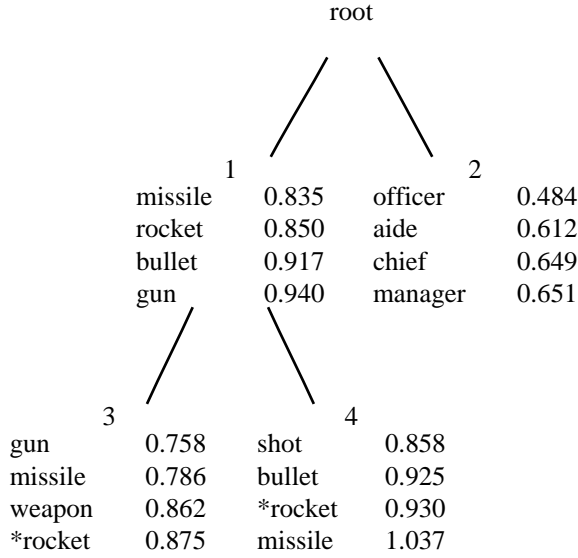 root
1 2
missile 0.835 officer 0.484
rocket 0.850 aide 0.612
bullet 0.917 chief 0.649
gun 0.940 manager 0.651
3 4
gun 0.758 shot 0.858
missile 0.786 bullet 0.925
weapon 0.862 *rocket 0.930
*rocket 0.875 missile 1.037